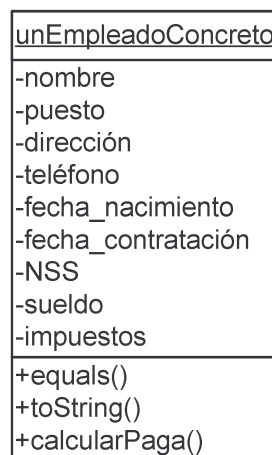 unEmpleadoConcreto
-nombre
-puesto
-dirección
-teléfono
-fecha_nacimiento
-fecha_contratación
-NSS
-sueldo
-impuestos
+equals()
+toString()
+calcularPaga()